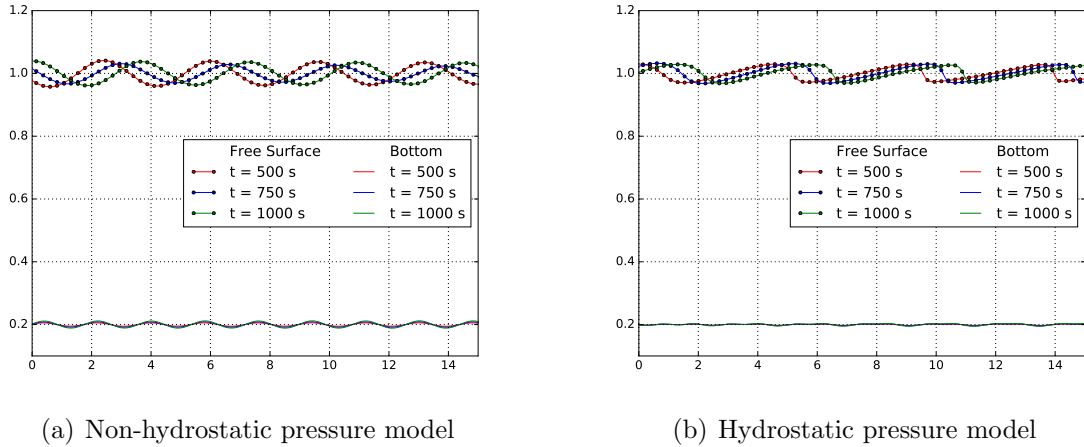 1.2
1.0
0.8
0.6
0.4
0.2
0 2 4 6 8 10 12 14
Free Surface Bottom
t = 500 s t = 500 s
t = 750 s t = 750 s
t = 1000 s t = 1000 s
(a) Non-hydrostatic pressure model
1.2
1.0
0.8
0.6
0.4
0.2
0 2 4 6 8 10 12 14
Free Surface Bottom
t = 500 s t = 500 s
t = 750 s t = 750 s
t = 1000 s t = 1000 s
(b) Hydrostatic pressure model